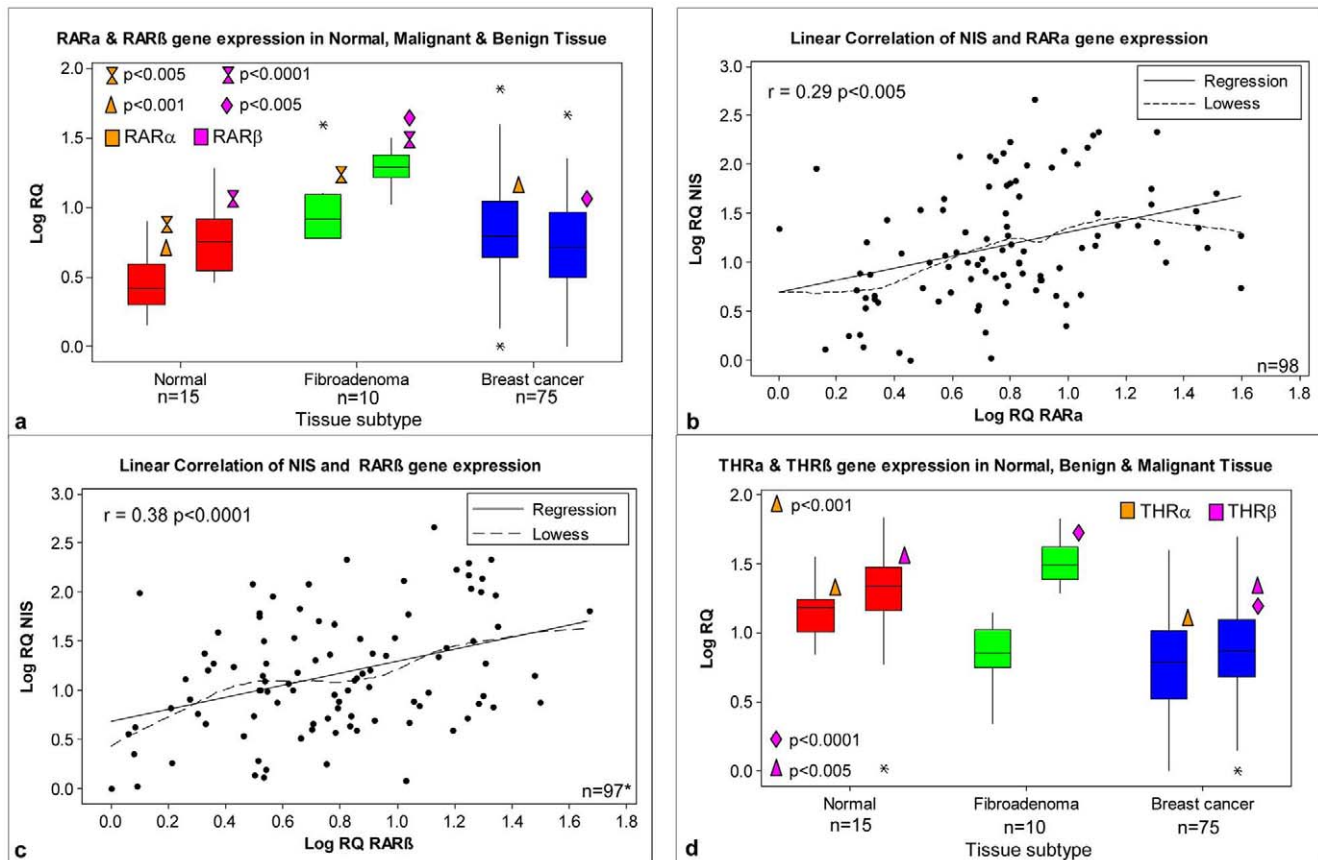 RARa & RARß gene expression in Normal, Malignant & Benign Tissue
2.0
1.5
1.0
0.5
0.0
Log RQ
p<0.005 p<0.0001
p<0.001 p<0.005
RARα RARβ
* * *
*
Normal Fibroadenoma Breast cancer
n=15 n=10 n=75
Tissue subtype
a
Linear Correlation of NIS and RARa gene expression
3.0
2.5
2.0
1.5
1.0
0.5
0.0
Log RQ NIS
r = 0.29 p<0.005
Regression
Lowess
n=98
0.0 0.2 0.4 0.6 0.8 1.0 1.2 1.4 1.6 1.8
Log RQ RARa
b
Linear Correlation of NIS and RARß gene expression
3.0
2.5
2.0
1.5
1.0
0.5
0.0
Log RQ NIS
r = 0.38 p<0.0001
Regression
Lowess
n=97*
0.0 0.2 0.4 0.6 0.8 1.0 1.2 1.4 1.6 1.8
Log RQ RARß
c
THRa & THRß gene expression in Normal, Benign & Malignant Tissue
2.0
1.5
1.0
0.5
0.0
Log RQ
p<0.001
THRα THRβ
p<0.0001
p<0.005
* *
Normal Fibroadenoma Breast cancer
n=15 n=10 n=75
Tissue subtype
d